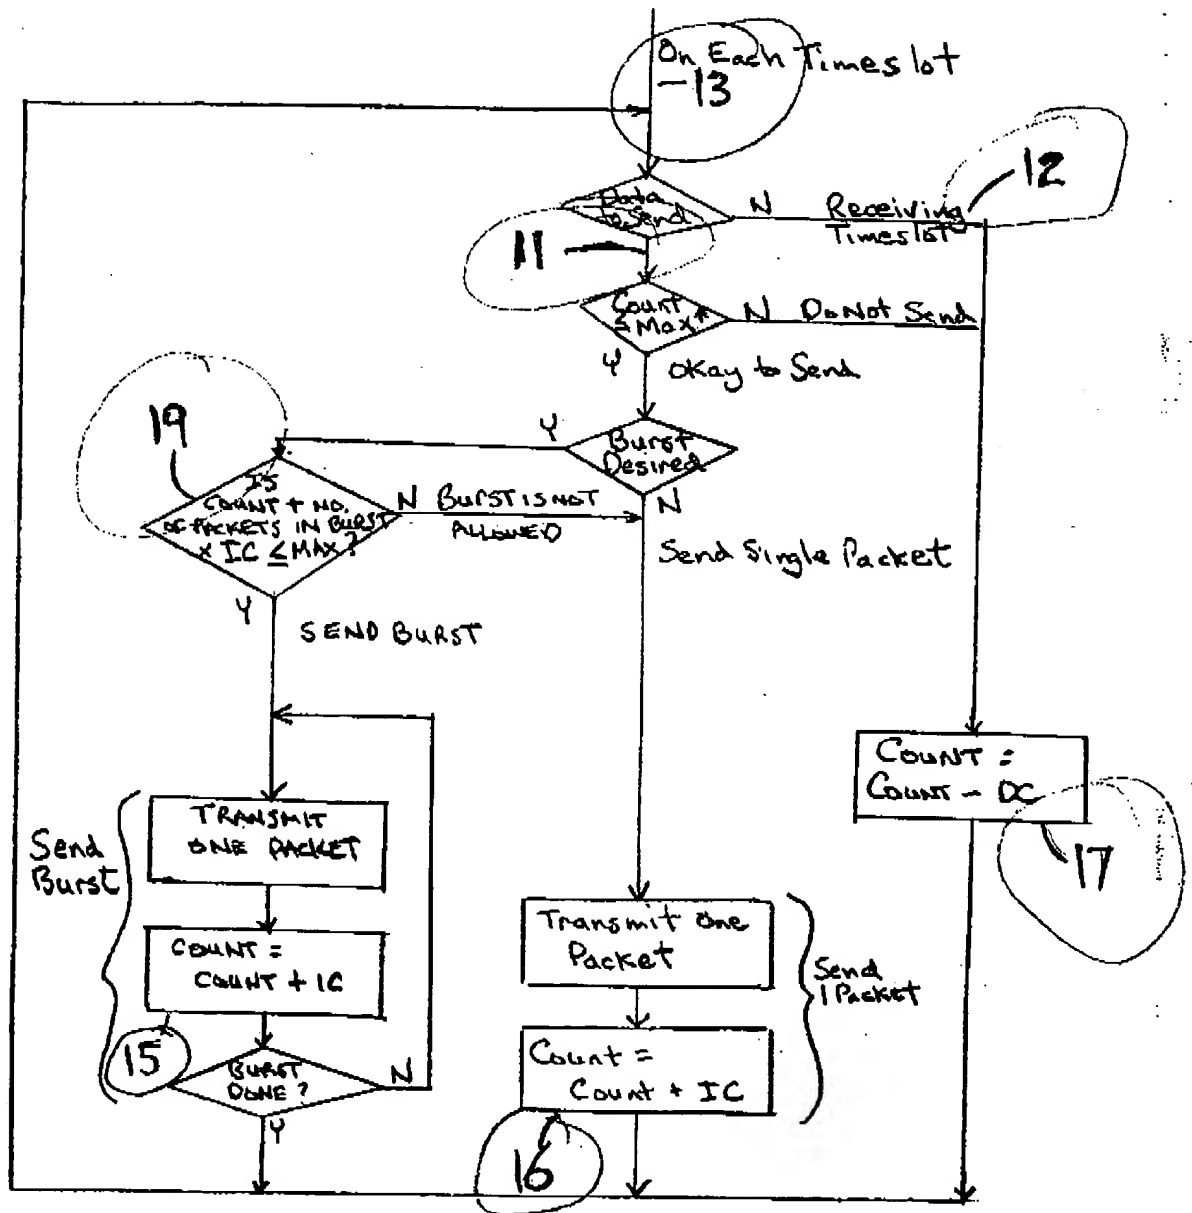 On Each Timeslot
-13
Data
to Send
N
Receiving
Timeslot
12
11
Count
≤ Max*
N
Do Not Send
Y
Okay to Send
19
Y
Burst
Desired
N
IS
COUNT + NO.
OF PACKETS IN BURST
x IC ≤ MAX?
N
BURST IS NOT
ALLOWED
Send Single Packet
Y
SEND BURST
COUNT =
COUNT - DC
17
Send
Burst
TRANSMIT
ONE PACKET
COUNT =
COUNT + IC
15
BURST
DONE?
N
Y
Transmit One
Packet
Send
1 Packet
Count =
Count + IC
16